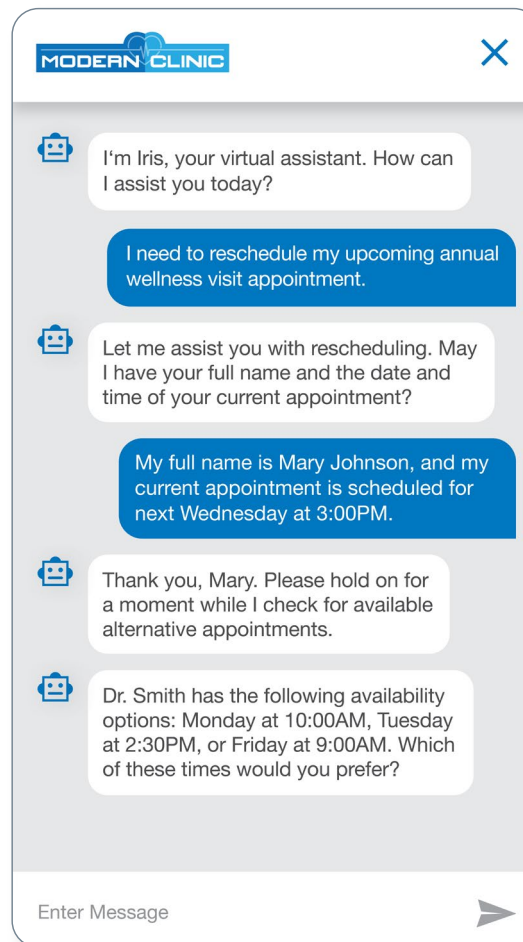 MODERN CLINIC
I'm Iris, your virtual assistant. How can
I assist you today?
I need to reschedule my upcoming annual
wellness visit appointment.
Let me assist you with rescheduling. May
I have your full name and the date and
time of your current appointment?
My full name is Mary Johnson, and my
current appointment is scheduled for
next Wednesday at 3:00PM.
Thank you, Mary. Please hold on for
a moment while I check for available
alternative appointments.
Dr. Smith has the following availability
options: Monday at 10:00AM, Tuesday
at 2:30PM, or Friday at 9:00AM. Which
of these times would you prefer?
Enter Message